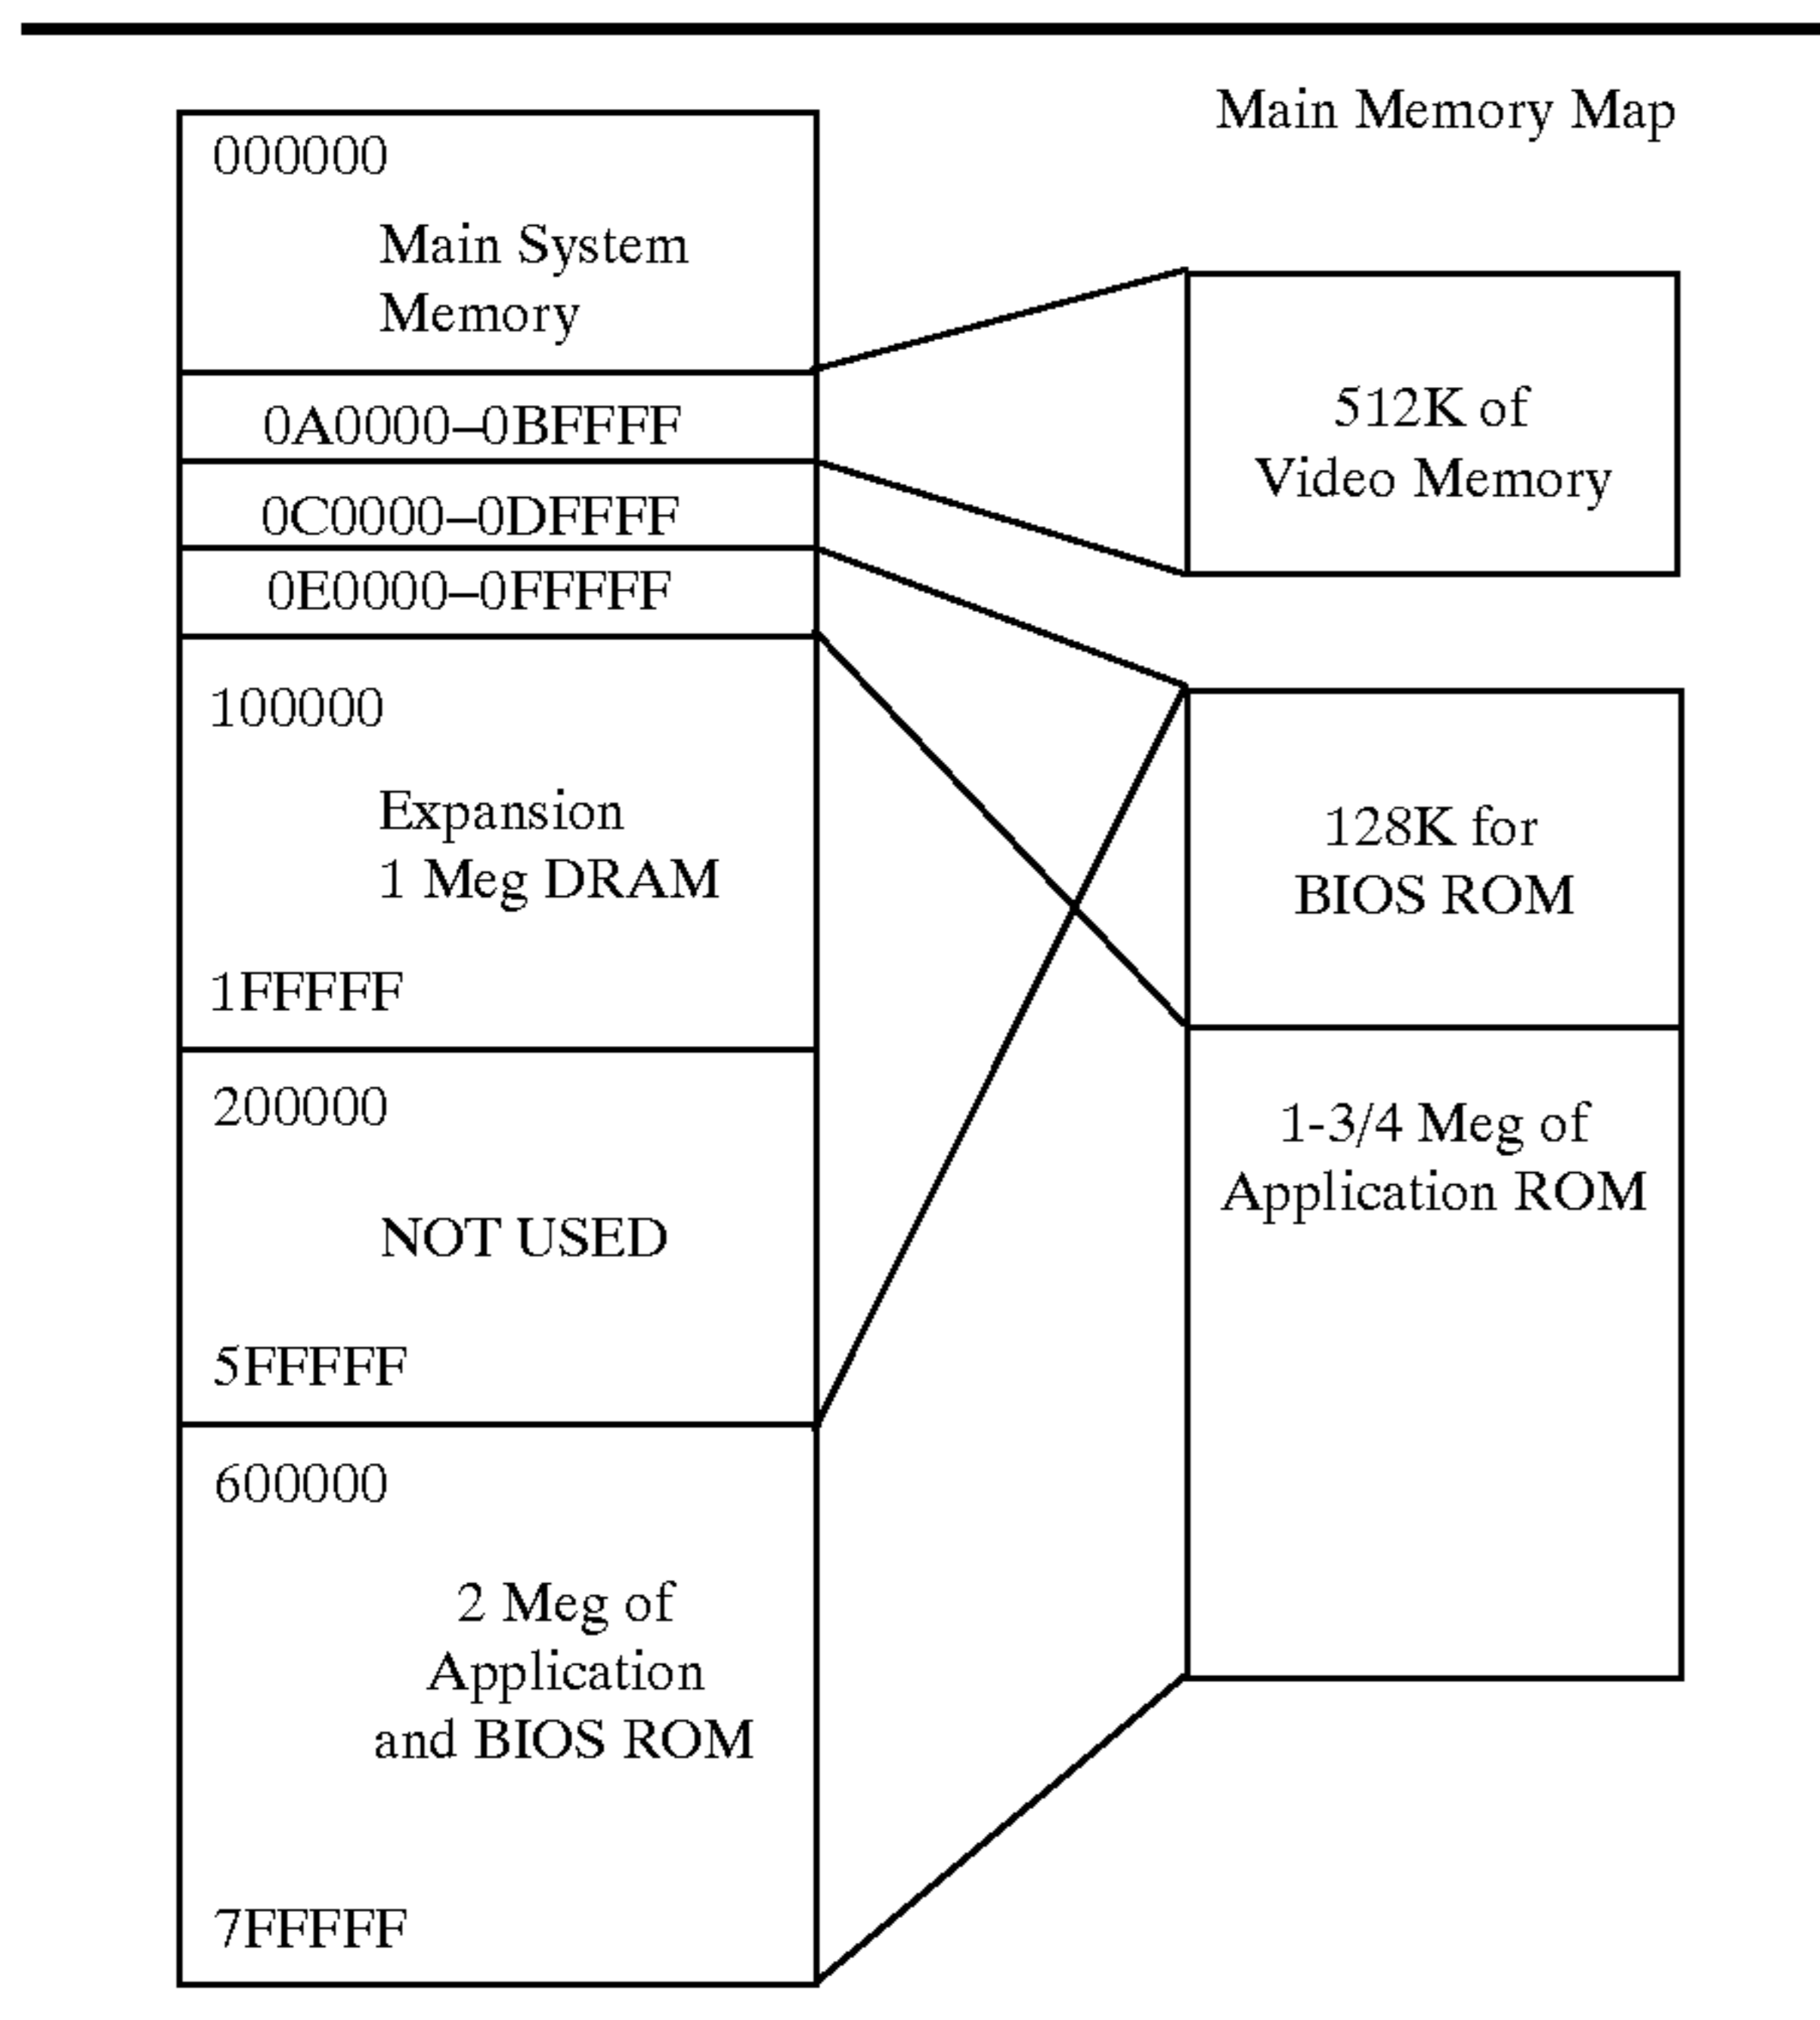 Main Memory Map
000000
Main System
Memory
0A0000–0BFFFF
0C0000–0DFFFF
0E0000–0FFFFF
100000
Expansion
1 Meg DRAM
1FFFFF
200000
NOT USED
5FFFFF
600000
2 Meg of
Application
and BIOS ROM
7FFFFF
512K of
Video Memory
128K for
BIOS ROM
1-3/4 Meg of
Application ROM